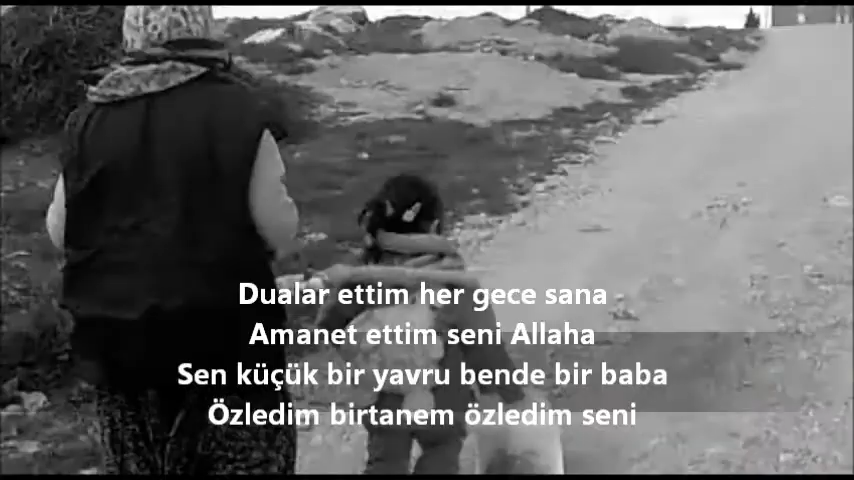 Dualar ettim her gece sana
Amanet ettim seni Allaha
Sen küçük bir yavru bende bir baba
Özledim birtanem özledim seni